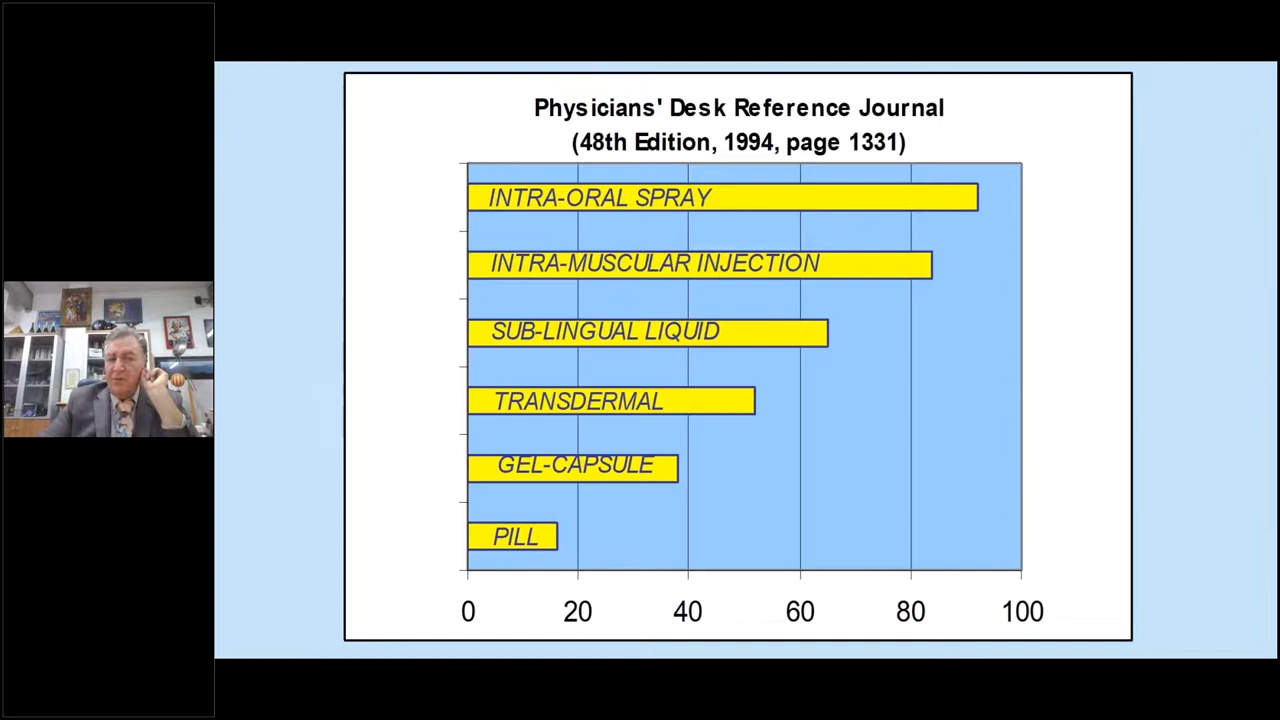 Physicians' Desk Reference Journal
(48th Edition, 1994, page 1331)
INTRA-ORAL SPRAY
INTRA-MUSCULAR INJECTION
SUB-LINGUAL LIQUID
TRANSDERMAL
GEL-CAPSULE
PILL
0 20 40 60 80 100